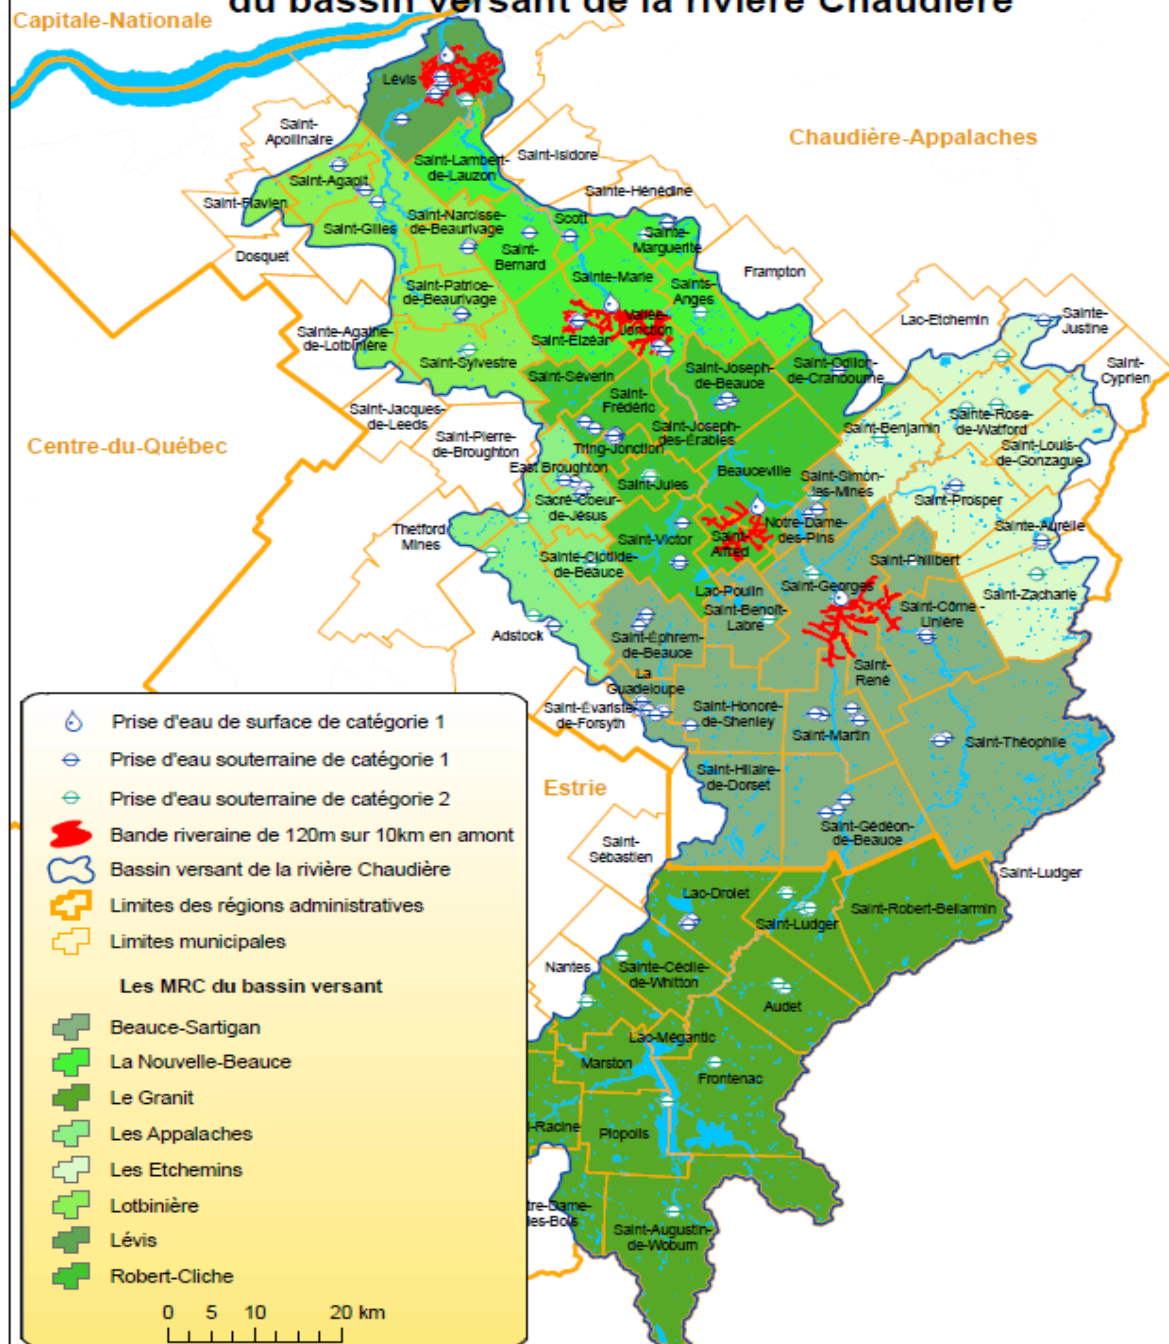 du bassin versant de la rivière Chaudière
Capitale-Nationale
Lévis
Chaudière-Appalaches
Saint-
Apollinaire
Saint-Isidore
Saint-Lambert-
de-Lauzon
Saint-Agapit
Sainte-Hénédine
Saint-Flavien
Saint-Gilles
Saint-Narcisse-
de-Beaurivage
Scott
Sainte-
Marguerite
Saint-
Bernard
Dosquet
Frampton
Sainte-Marie
Saints-
Anges
Saint-Patrice-
de-Beaurivage
Lac-Etchemin
Sainte-
Justine
Vallée-
Jonction
Sainte-Agathe-
de-Lotbinière
Saint-Elzéar
Saint-Sylvestre
Saint-Odilon-
de-Cranbourne
Saint-
Cyprien
Saint-Séverin
Saint-Joseph-
de-Beauce
Saint-
Frédéric
Saint-Jacques-
de-Leeds
Saint-Joseph-
des-Érables
Saint-Benjamin
Sainte-Rose-
de-Watford
Centre-du-Québec
Saint-Pierre-
de-Broughton
Tring-Jonction
Saint-Louis-
de-Gonzague
East Broughton
Beauceville
Saint-Jules
Saint-Simon-
les-Mines
Sacré-Coeur-
de-Jésus
Saint-Prosper
Thetford
Mines
Notre-Dame-
des-Pins
Sainte-Aurélie
Saint-Victor
Saint-
Alfred
Sainte-Clotilde-
de-Beauce
Saint-Philibert
Saint-Georges
Lac-Poulin
Saint-Zacharie
Saint-Benoît-
Labre
Saint-Côme -
Linière
Adstock
Saint-Éphrem-
de-Beauce
Saint-
René
La
Guadeloupe
Saint-Évariste-
de-Forsyth
Saint-Honoré-
de-Shenley
Saint-Martin
Saint-Théophile
Saint-Hilaire-
de-Dorset
Estrie
Saint-Gédéon-
de-Beauce
Saint-
Sébastien
Saint-Ludger
Lac-Drolet
Saint-Ludger
Saint-Robert-Bellarmin
Nantes
Sainte-Cécile-
de-Whitton
Audet
Lac-Mégantic
Marston
Frontenac
l-Racine
Piopolis
tre-Dame-
les-Bois
Saint-Augustin-
de-Woburn
Prise d'eau de surface de catégorie 1
Prise d'eau souterraine de catégorie 1
Prise d'eau souterraine de catégorie 2
Bande riveraine de 120m sur 10km en amont
Bassin versant de la rivière Chaudière
Limites des régions administratives
Limites municipales
Les MRC du bassin versant
Beauce-Sartigan
La Nouvelle-Beauce
Le Granit
Les Appalaches
Les Etchemins
Lotbinière
Lévis
Robert-Cliche
0 5 10 20 km